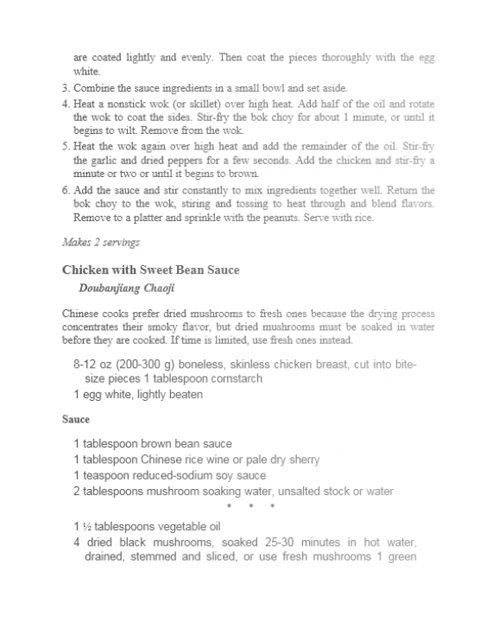 are coated lightly and evenly. Then coat the pieces thoroughly with the egg
white.
3. Combine the sauce ingredients in a small bowl and set aside.
4. Heat a nonstick wok (or skillet) over high heat. Add half of the oil and rotate
the wok to coat the sides. Stir-fry the bok choy for about 1 minute, or until it
begins to wilt. Remove from the wok.
5. Heat the wok again over high heat and add the remainder of the oil. Stir-fry
the garlic and dried peppers for a few seconds. Add the chicken and stir-fry a
minute or two or until it begins to brown.
6. Add the sauce and stir constantly to mix ingredients together well. Return the
bok choy to the wok, stiring and tossing to heat through and blend flavors.
Remove to a platter and sprinkle with the peanuts. Serve with rice.
Makes 2 servings
Chicken with Sweet Bean Sauce
Doubanjiang Chaoji
Chinese cooks prefer dried mushrooms to fresh ones because the drying process
concentrates their smoky flavor, but dried mushrooms must be soaked in water
before they are cooked. If time is limited, use fresh ones instead.
8-12 oz (200-300 g) boneless, skinless chicken breast, cut into bite-
size pieces 1 tablespoon cornstarch
1 egg white, lightly beaten
Sauce
1 tablespoon brown bean sauce
1 tablespoon Chinese rice wine or pale dry sherry
1 teaspoon reduced-sodium soy sauce
2 tablespoons mushroom soaking water, unsalted stock or water
* * *
1 ½ tablespoons vegetable oil
4 dried black mushrooms, soaked 25-30 minutes in hot water,
drained, stemmed and sliced, or use fresh mushrooms 1 green